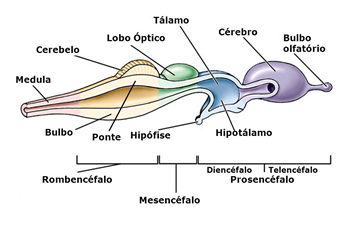 Tálamo
Lobo Óptico
Cérebro
Bulbo
olfatório
Cerebelo
Medula
Bulbo
Ponte
Hipófise
Hipotálamo
Diencéfalo
Telencéfalo
Rombencéfalo
Prosencéfalo
Mesencéfalo